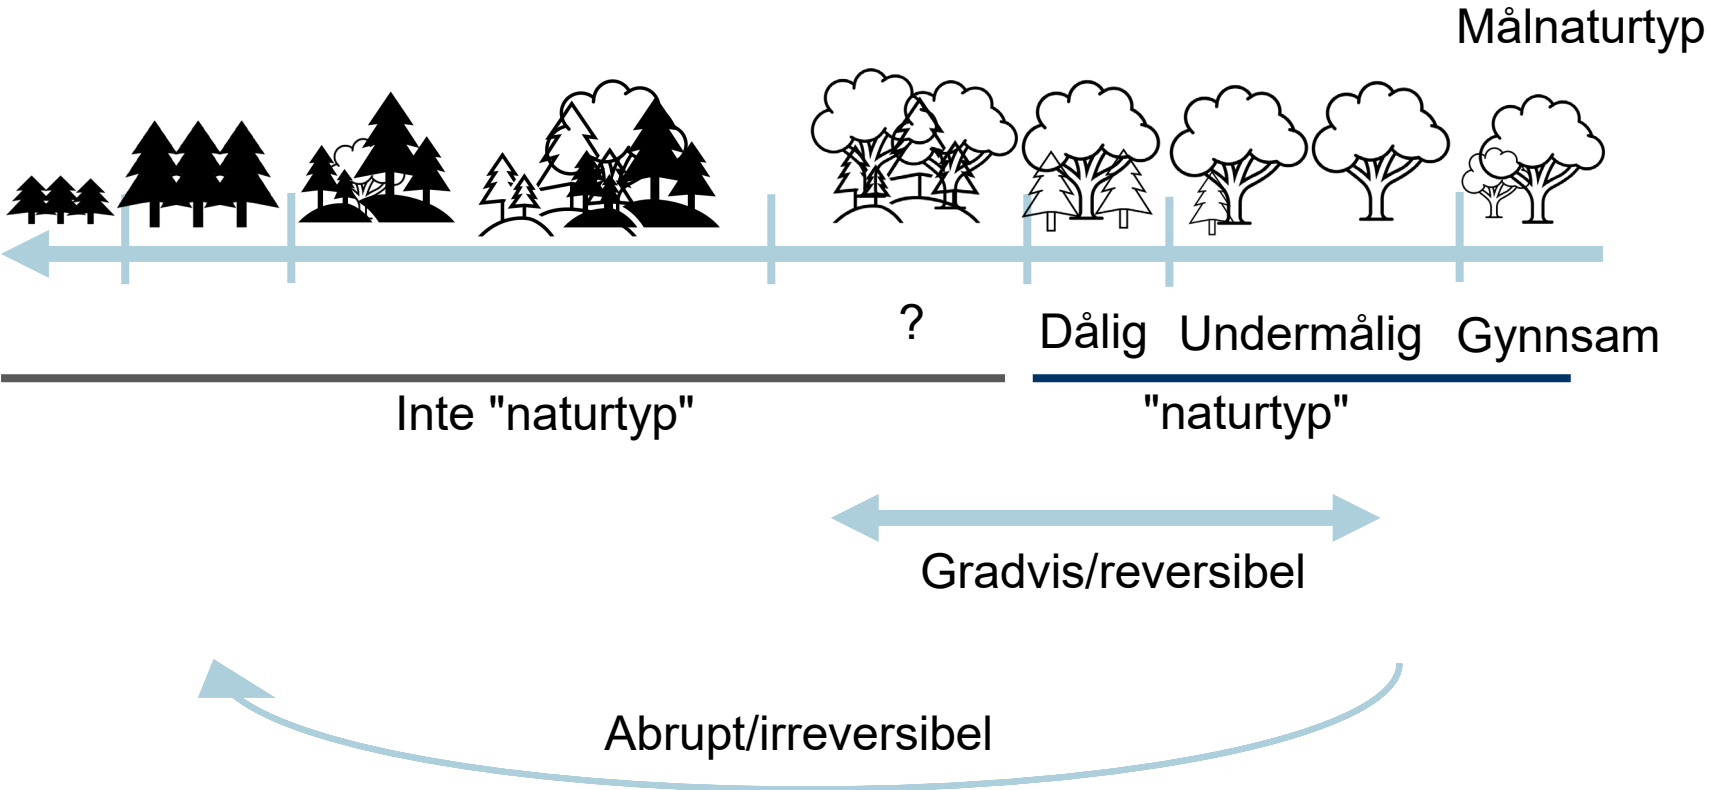 Målnaturtyp
?
Dålig
Undermålig
Gynnsam
Inte "naturtyp"
"naturtyp"
Gradvis/reversibel
Abrupt/irreversibel